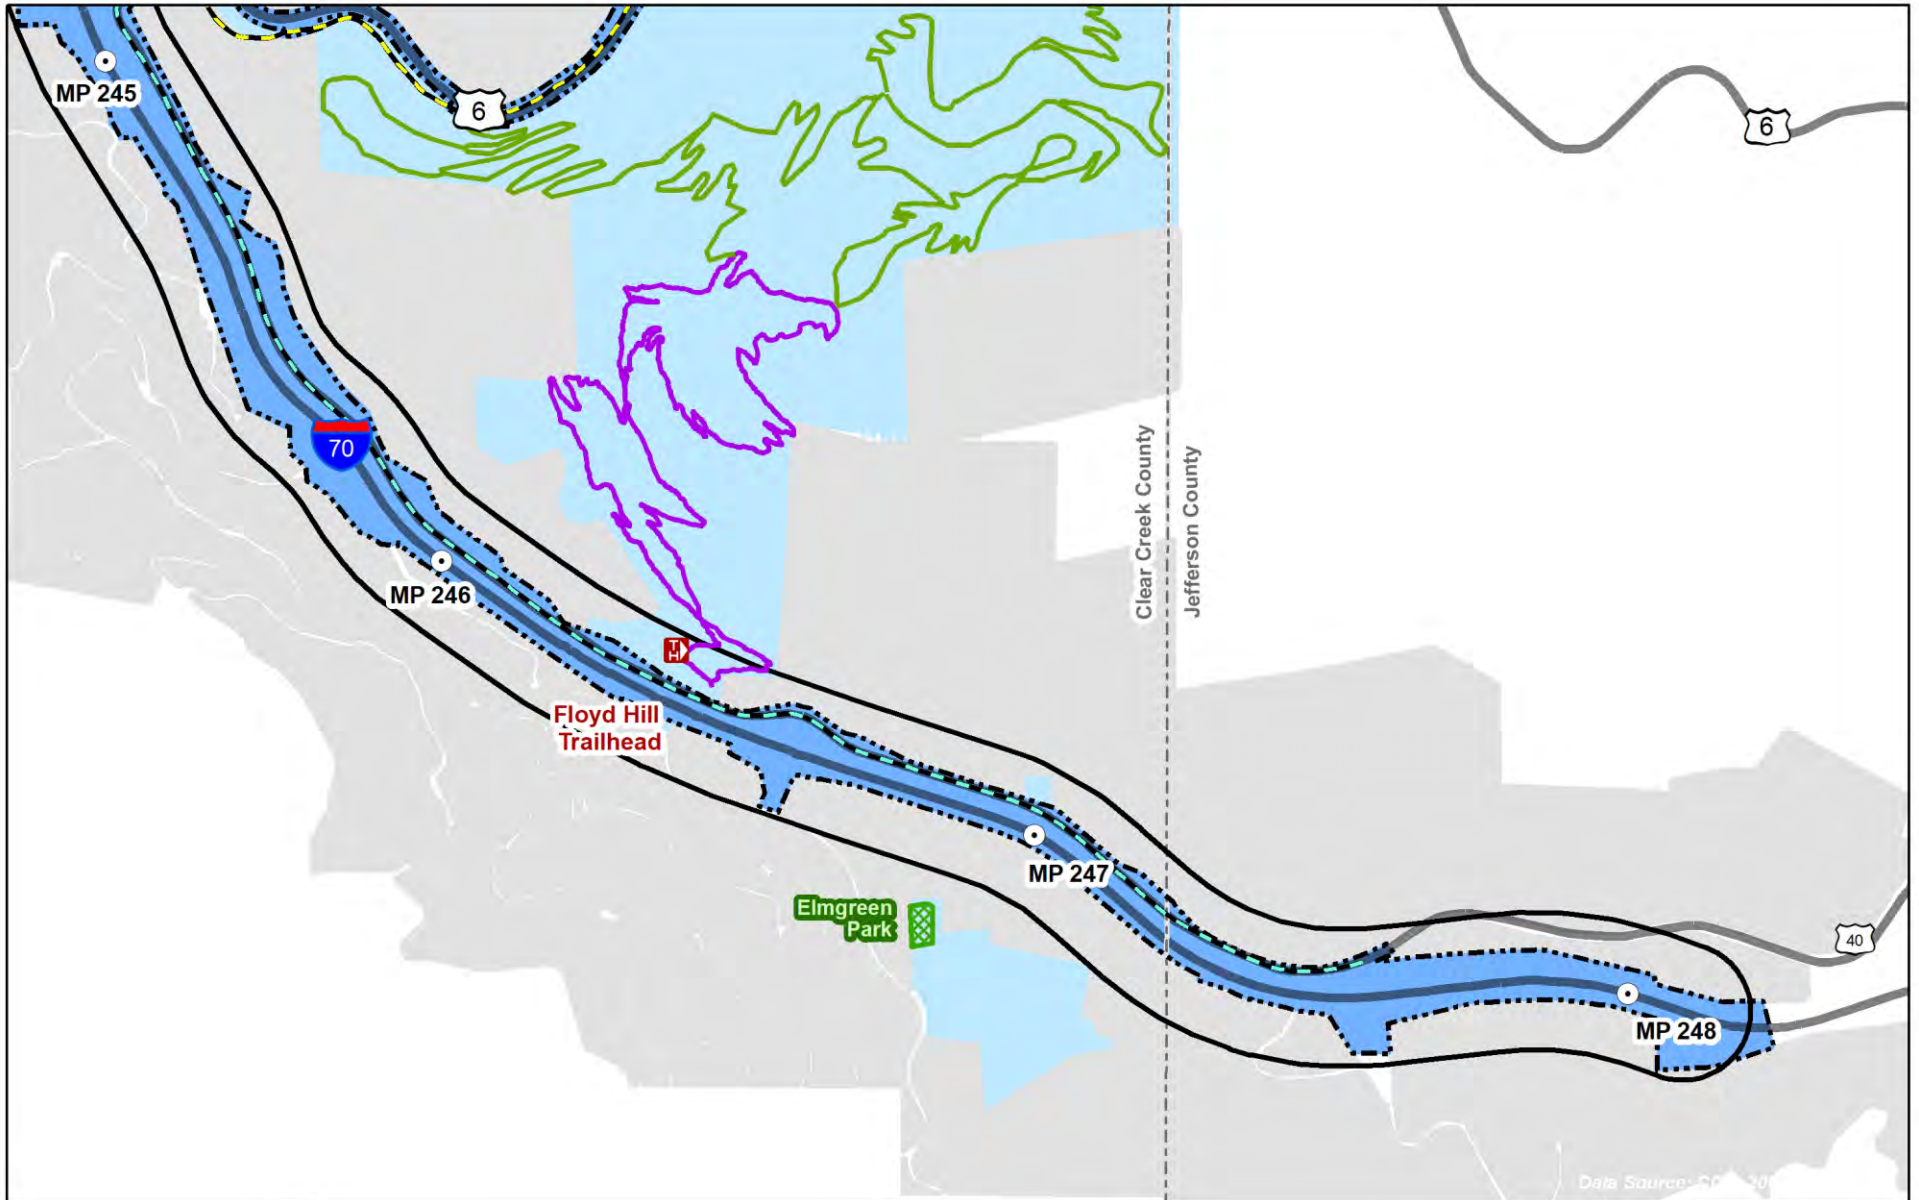 MP 245
6
6
70
Clear Creek County
Jefferson County
MP 246
TH
Floyd Hill
Trailhead
MP 247
Elmgreen
Park
40
MP 248
Data Source: